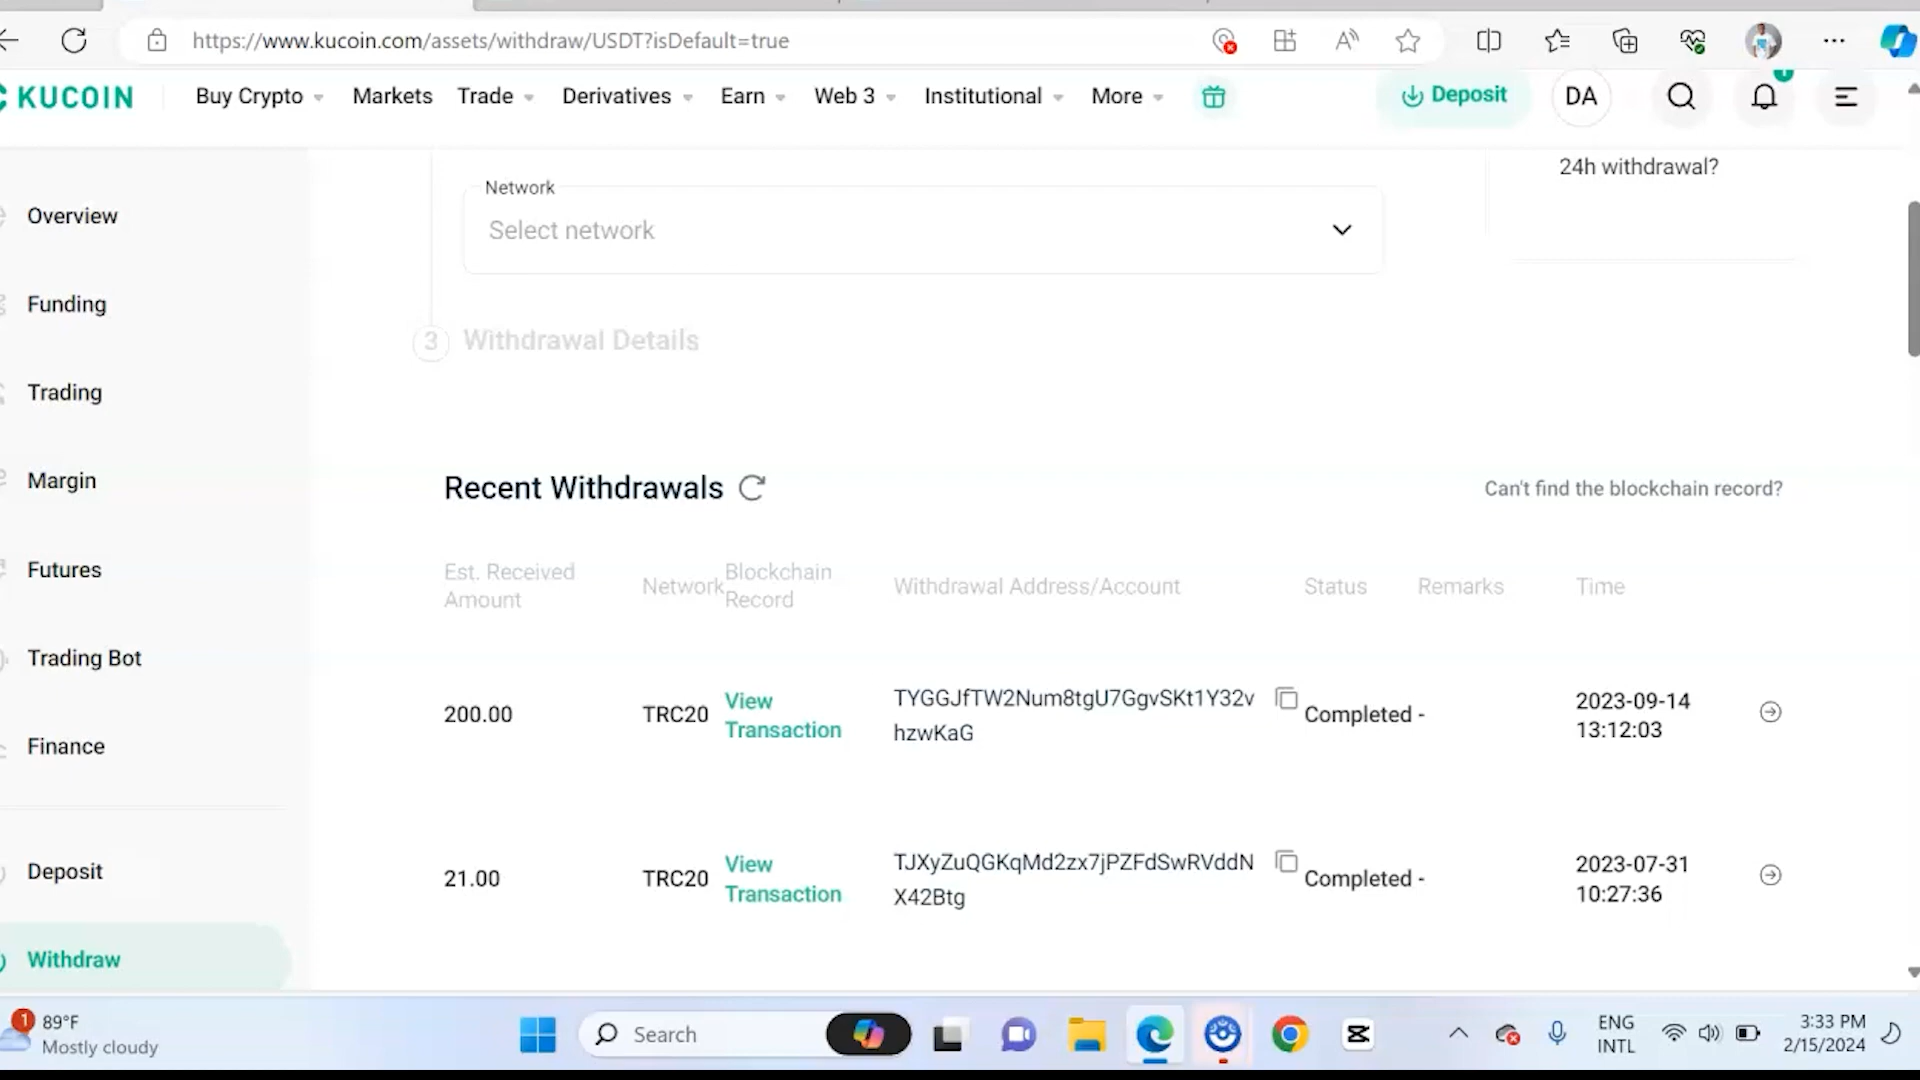 https://www.kucoin.com/assets/withdraw/USDT?isDefault=true
KUCOIN
Buy Crypto
Markets
Trade
Derivatives
Earn
Web 3
Institutional
More
Deposit
DA
24h withdrawal?
Overview
Funding
Trading
Margin
Futures
Trading Bot
Finance
Deposit
Withdraw
Network
Select network
3 Withdrawal Details
Recent Withdrawals
Can't find the blockchain record?
Est. Received
Amount
Network
Blockchain
Record
Withdrawal Address/Account
Status
Remarks
Time
200.00
TRC20
View
Transaction
TYGGJfTW2Num8tgU7GgvSKt1Y32v
hzwKaG
Completed -
2023-09-14
13:12:03
21.00
TRC20
View
Transaction
TJXyZuQGKqMd2zx7jPZFdSwRVddN
X42Btg
Completed -
2023-07-31
10:27:36
1
89°F
Mostly cloudy
Search
ENG
INTL
3:33 PM
2/15/2024